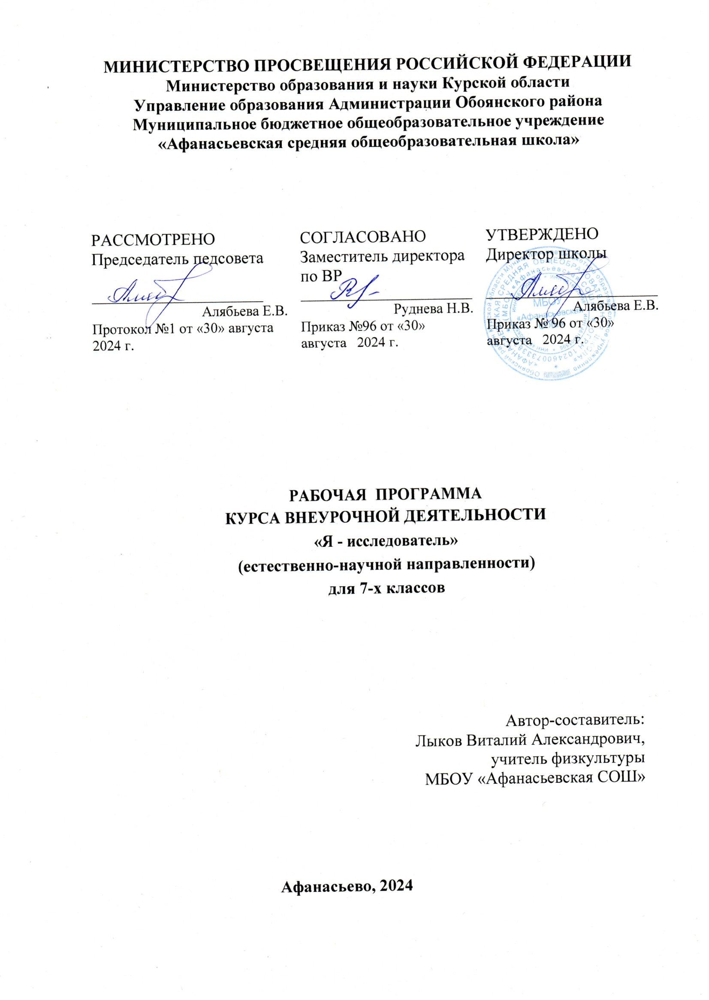 МИНИСТЕРСТВО ПРОСВЕЩЕНИЯ РОССИЙСКОЙ ФЕДЕРАЦИИ
Министерство образования и науки Курской области
Управление образования Администрации Обоянского района
Муниципальное бюджетное общеобразовательное учреждение
«Афанасьевская средняя общеобразовательная школа»
РАССМОТРЕНО
Председатель педсовета
Алябьева Е.В.
Протокол №1 от «30» августа
2024 г.
СОГЛАСОВАНО
Заместитель директора
по ВР
Руднева Н.В.
Приказ №96 от «30»
августа 2024 г.
УТВЕРЖДЕНО
Директор школы
Алябьева Е.В.
Приказ № 96 от «30»
августа 2024 г.
МБОУ
«Афанасьевская
РАБОЧАЯ ПРОГРАММА
КУРСА ВНЕУРОЧНОЙ ДЕЯТЕЛЬНОСТИ
«Я - исследователь»
(естественно-научной направленности)
для 7-х классов
Автор-составитель:
Лыков Виталий Александрович,
учитель физкультуры
МБОУ «Афанасьевская СОШ»
Афанасьево, 2024